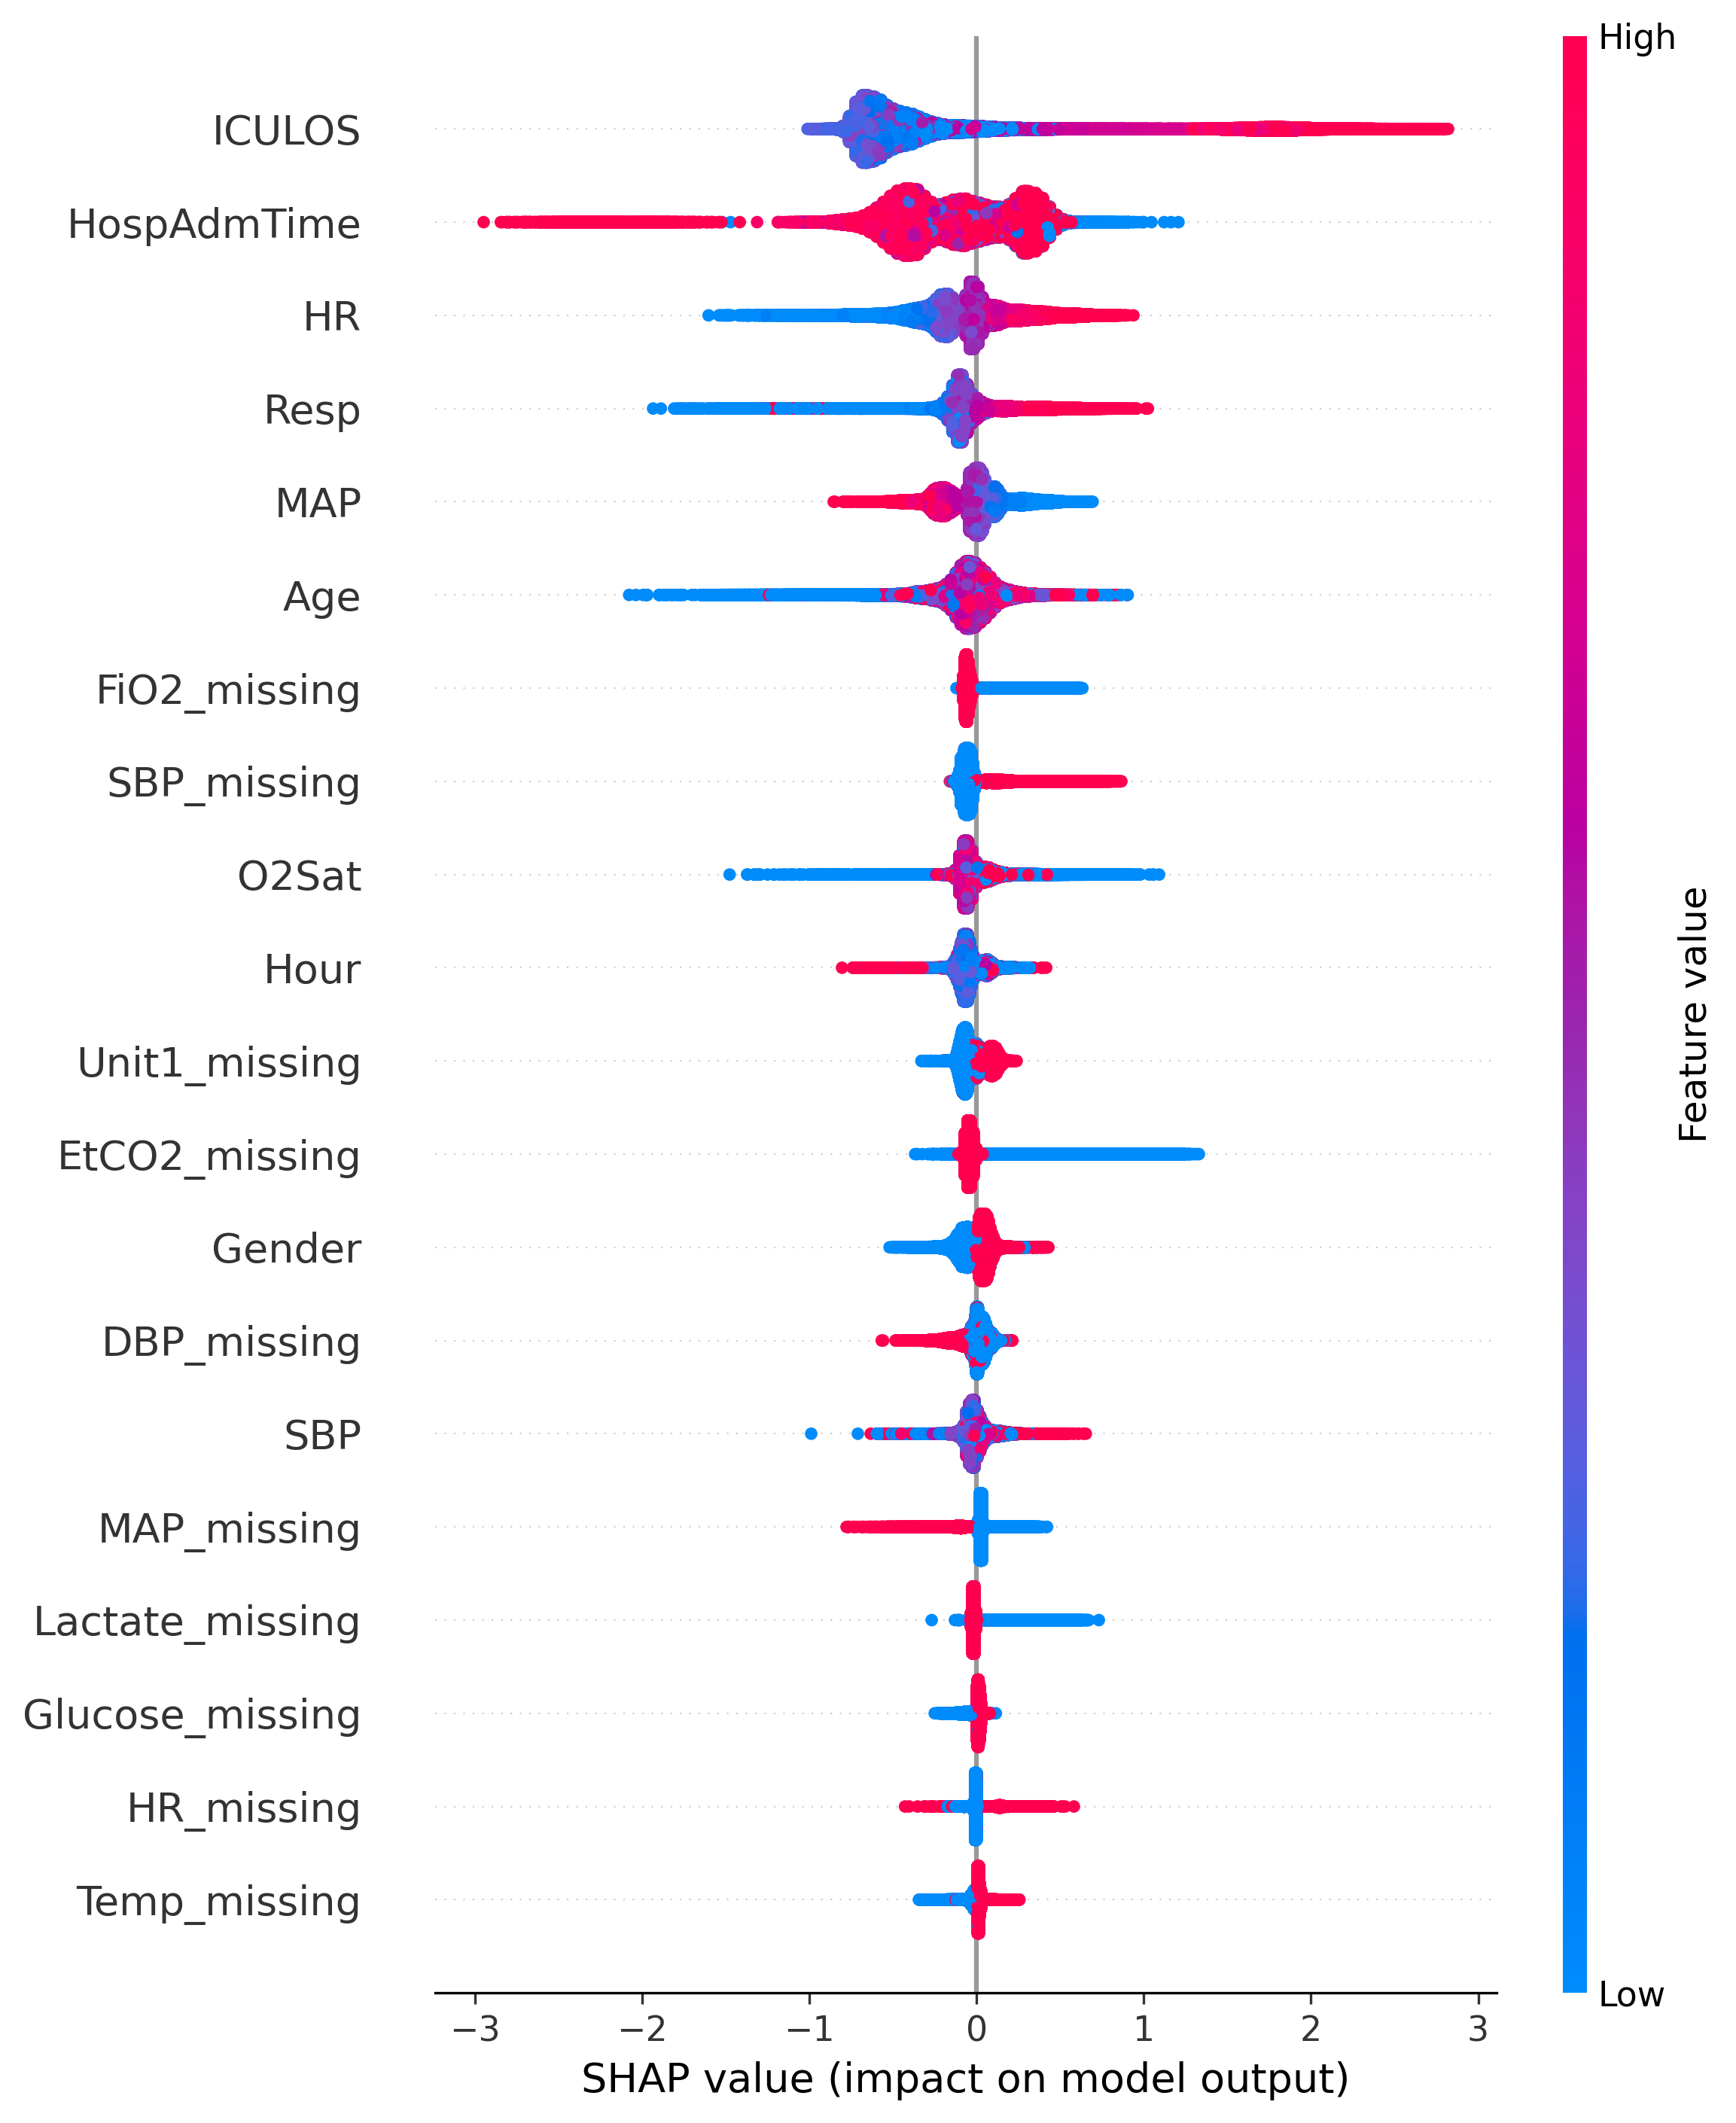 High
ICULOS
HospAdmTime
HR
Resp
MAP
Age
FiO2_missing
SBP_missing
O2Sat
Hour
Unit1_missing
EtCO2_missing
Gender
DBP_missing
SBP
MAP_missing
Lactate_missing
Glucose_missing
HR_missing
Temp_missing
Feature value
Low
−3 −2 −1 0 1 2 3
SHAP value (impact on model output)